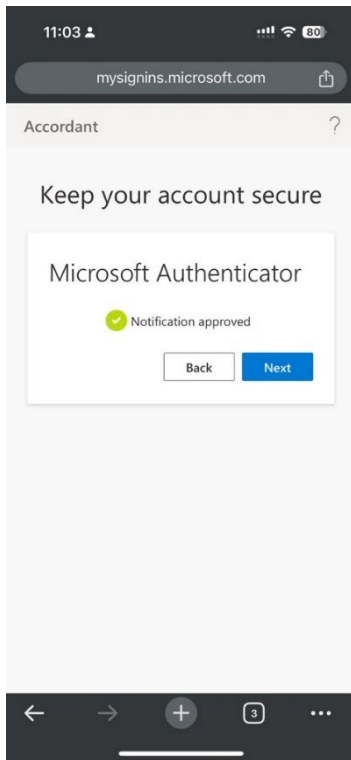 11:03
80
mysignins.microsoft.com
Accordant
?
Keep your account secure
Microsoft Authenticator
Notification approved
Back
Next
3